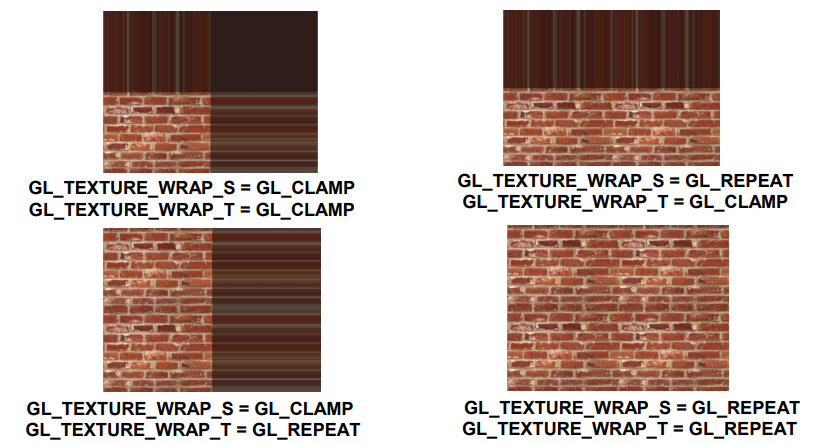 GL_TEXTURE_WRAP_S = GL_CLAMP
GL_TEXTURE_WRAP_T = GL_CLAMP
GL_TEXTURE_WRAP_S = GL_REPEAT
GL_TEXTURE_WRAP_T = GL_CLAMP
GL_TEXTURE_WRAP_S = GL_CLAMP
GL_TEXTURE_WRAP_T = GL_REPEAT
GL_TEXTURE_WRAP_S = GL_REPEAT
GL_TEXTURE_WRAP_T = GL_REPEAT